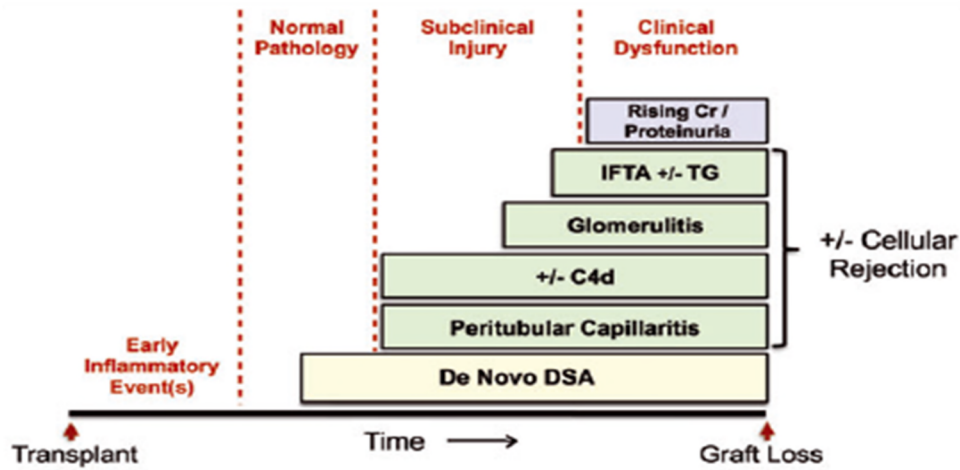 Normal
Pathology
Subclinical
Injury
Clinical
Dysfunction
Rising Cr /
Proteinuria
IFTA +/- TG
Glomerulitis
+/- C4d
Peritubular Capillaritis
+/- Cellular
Rejection
Early
Inflammatory
Event(s)
De Novo DSA
Transplant
Time
Graft Loss